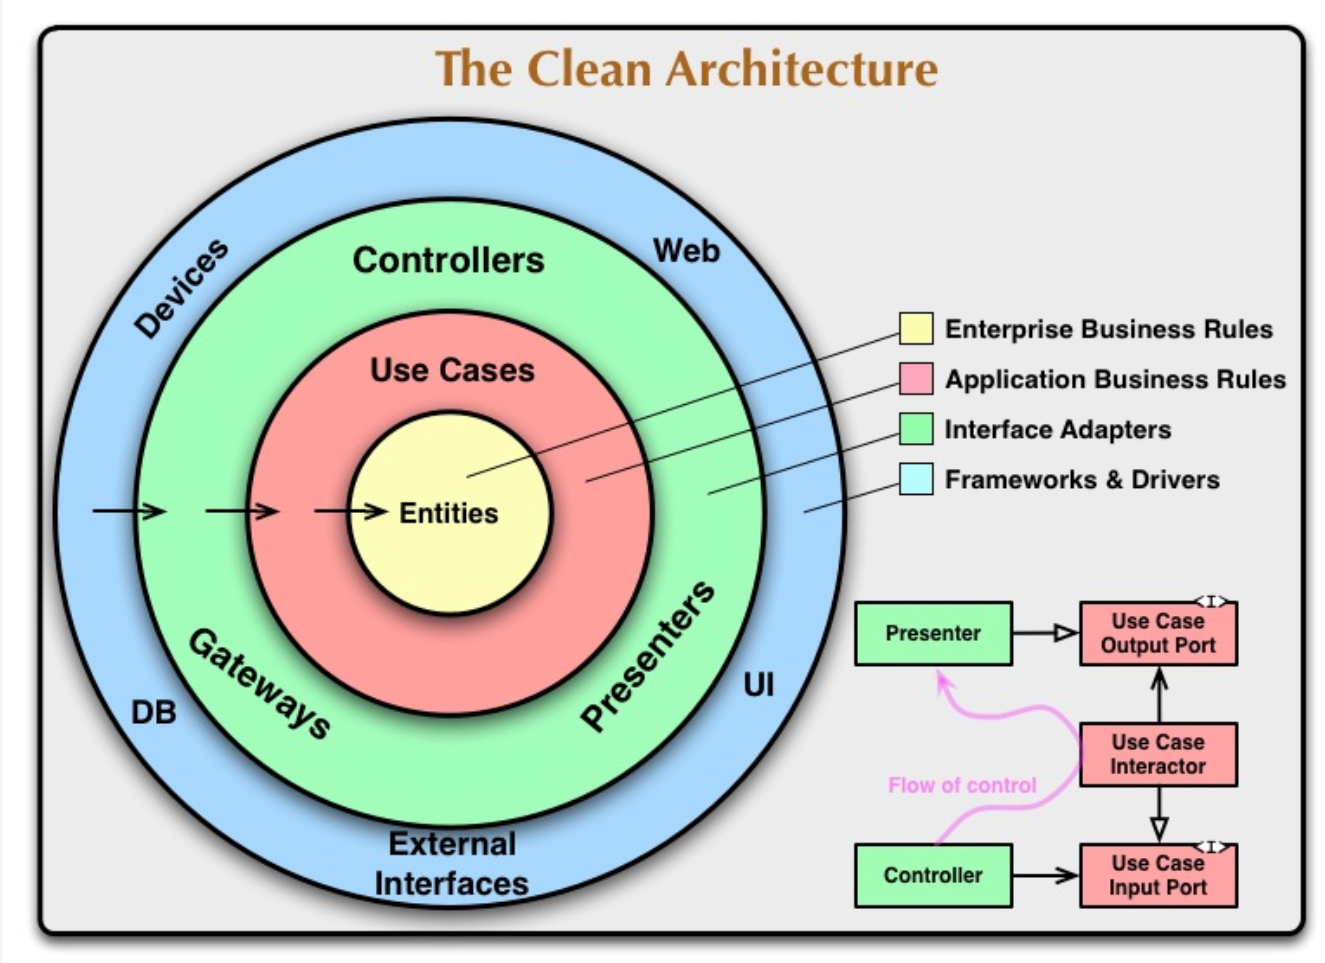 The Clean Architecture
Devices
Controllers
Web
Use Cases
Entities
Gateways
Presenters
DB
UI
External
Interfaces
Enterprise Business Rules
Application Business Rules
Interface Adapters
Frameworks & Drivers
Presenter
<I>
Use Case
Output Port
Flow of control
Use Case
Interactor
Controller
<I>
Use Case
Input Port